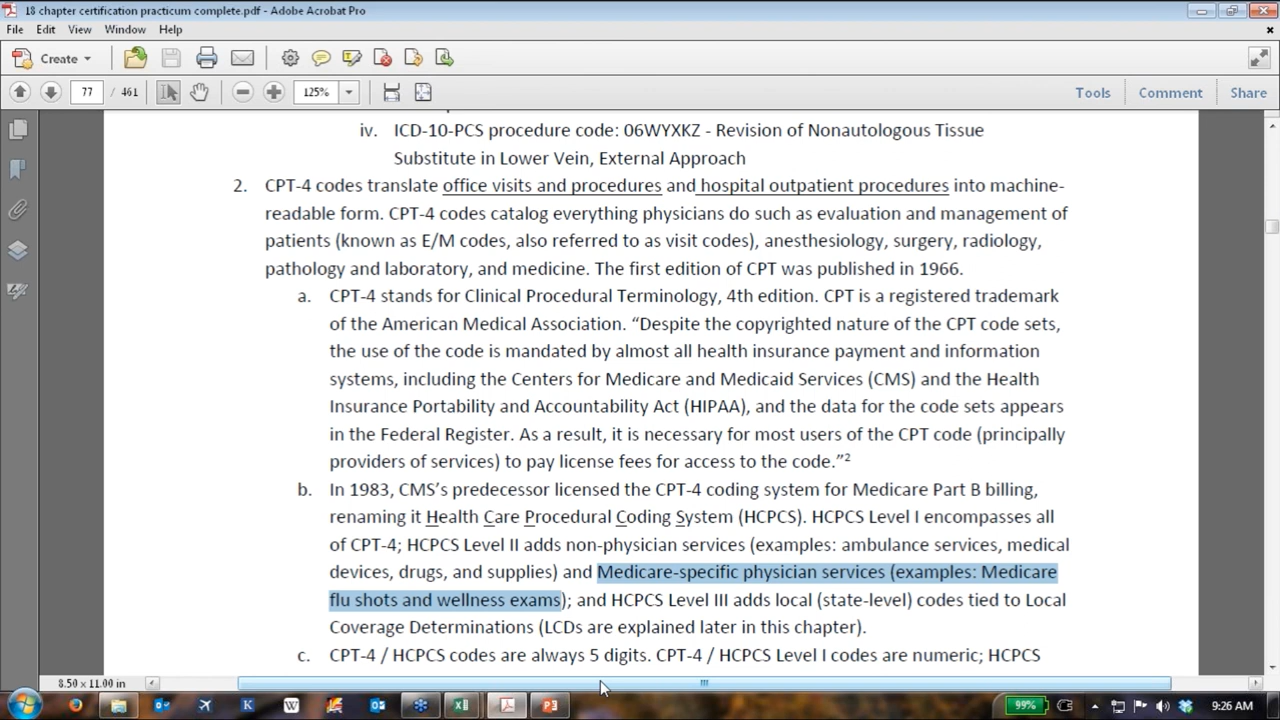 18 chapter certification practicum complete.pdf - Adobe Acrobat Pro
File Edit View Window Help
Create
77 / 461 125% Tools Comment Share
iv. ICD-10-PCS procedure code: 06WYXKZ - Revision of Nonautologous Tissue
Substitute in Lower Vein, External Approach
2. CPT-4 codes translate office visits and procedures and hospital outpatient procedures into machine-
readable form. CPT-4 codes catalog everything physicians do such as evaluation and management of
patients (known as E/M codes, also referred to as visit codes), anesthesiology, surgery, radiology,
pathology and laboratory, and medicine. The first edition of CPT was published in 1966.
a. CPT-4 stands for Clinical Procedural Terminology, 4th edition. CPT is a registered trademark
of the American Medical Association. “Despite the copyrighted nature of the CPT code sets,
the use of the code is mandated by almost all health insurance payment and information
systems, including the Centers for Medicare and Medicaid Services (CMS) and the Health
Insurance Portability and Accountability Act (HIPAA), and the data for the code sets appears
in the Federal Register. As a result, it is necessary for most users of the CPT code (principally
providers of services) to pay license fees for access to the code.”2
b. In 1983, CMS’s predecessor licensed the CPT-4 coding system for Medicare Part B billing,
renaming it Health Care Procedural Coding System (HCPCS). HCPCS Level I encompasses all
of CPT-4; HCPCS Level II adds non-physician services (examples: ambulance services, medical
devices, drugs, and supplies) and Medicare-specific physician services (examples: Medicare
flu shots and wellness exams); and HCPCS Level III adds local (state-level) codes tied to Local
Coverage Determinations (LCDs are explained later in this chapter).
c. CPT-4 / HCPCS codes are always 5 digits. CPT-4 / HCPCS Level I codes are numeric; HCPCS
8.50 x 11.00 in
99% 9:26 AM